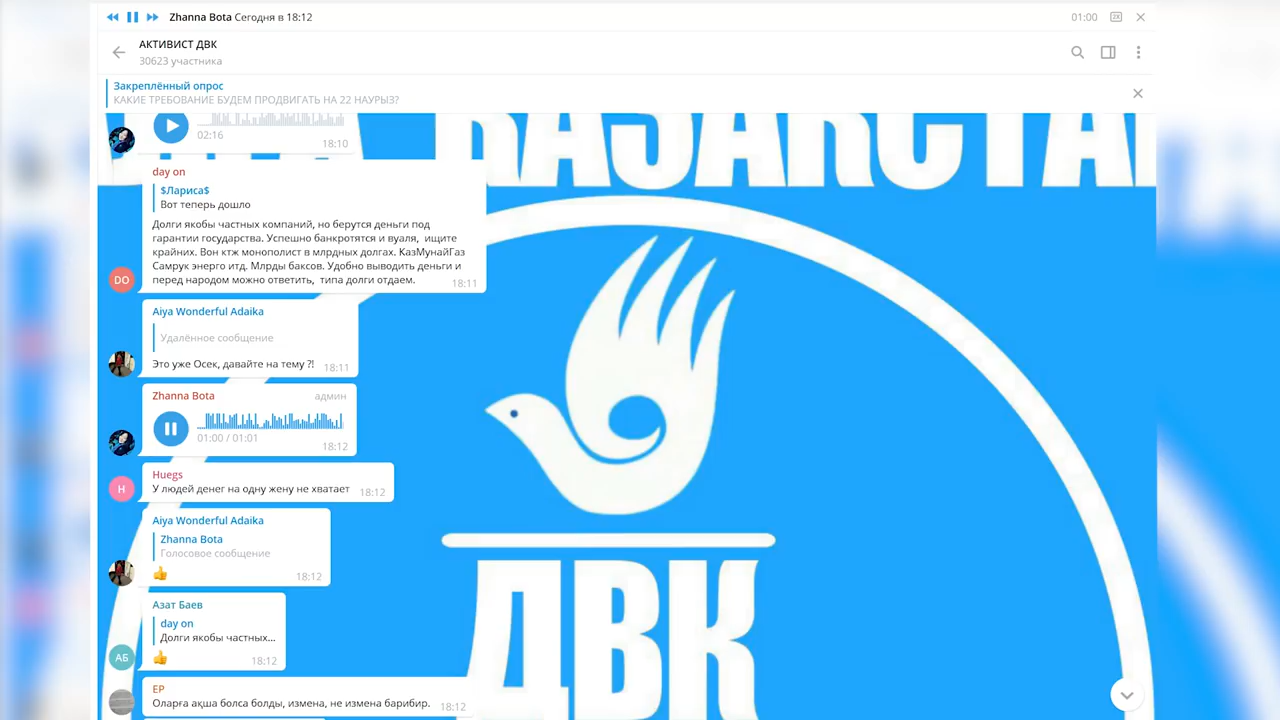 Zhanna Bota Сегодня в 18:12
01:00
2X
АКТИВИСТ ДВК
30623 участника
Закреплённый опрос
КАКИЕ ТРЕБОВАНИЕ БУДЕМ ПРОДВИГАТЬ НА 22 НАУРЫЗ?
02:16
18:10
ҚАЗАҚСТАН
day on
$Лариса$
Вот теперь дошло
Долги якобы частных компаний, но берутся деньги под
гарантии государства. Успешно банкротятся и вуаля, ищите
крайних. Вон ктж монополист в млрдных долгах. КазМунайГаз
Самрук энерго итд. Млрды баксов. Удобно выводить деньги и
перед народом можно ответить, типа долги отдаем.
18:11
DO
Aiya Wonderful Adaika
Удалённое сообщение
Это уже Осек, давайте на тему ?!
18:11
Zhanna Bota
админ
01:00 / 01:01
18:12
Huegs
У людей денег на одну жену не хватает
18:12
H
Aiya Wonderful Adaika
Zhanna Bota
Голосовое сообщение
👍
18:12
Азат Баев
day on
Долги якобы частных...
👍
18:12
АБ
EP
Оларға ақша болса болды, измена, не измена барибир.
18:12
ДВК